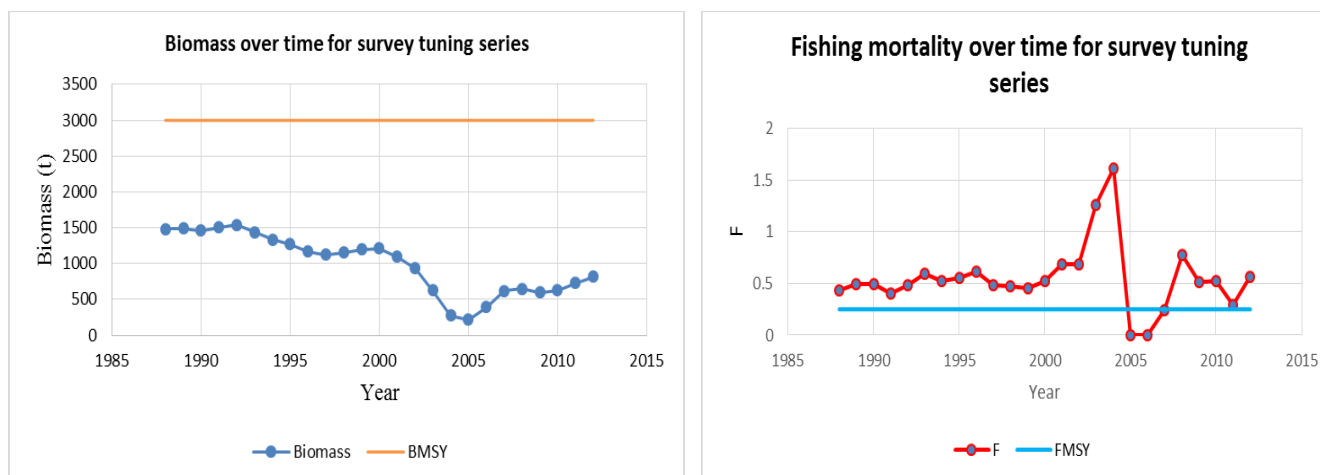 Biomass over time for survey tuning series
3500
3000
2500
2000
1500
1000
500
0
Biomass (t)
1985 1990 1995 2000 2005 2010 2015
Year
Biomass BMSY
Fishing mortality over time for survey tuning
series
2
1.5
1
0.5
0
F
1985 1990 1995 2000 2005 2010 2015
Year
F FMSY